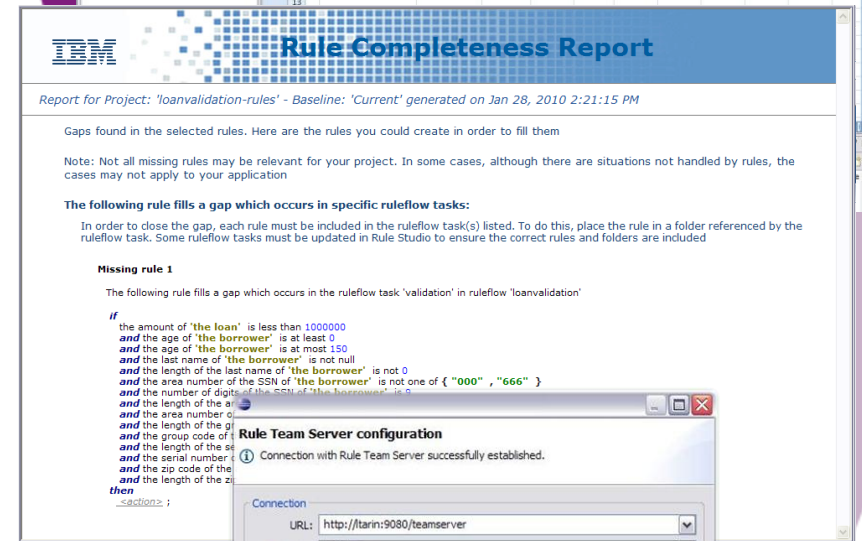 13
IBM
Rule Completeness Report
Report for Project: 'loanvalidation-rules' - Baseline: 'Current' generated on Jan 28, 2010 2:21:15 PM
Gaps found in the selected rules. Here are the rules you could create in order to fill them
Note: Not all missing rules may be relevant for your project. In some cases, although there are situations not handled by rules, the
cases may not apply to your application
The following rule fills a gap which occurs in specific ruleflow tasks:
In order to close the gap, each rule must be included in the ruleflow task(s) listed. To do this, place the rule in a folder referenced by the
ruleflow task. Some ruleflow tasks must be updated in Rule Studio to ensure the correct rules and folders are included
Missing rule 1
The following rule fills a gap which occurs in the ruleflow task 'validation' in ruleflow 'loanvalidation'
if
the amount of 'the loan' is less than 1000000
and the age of 'the borrower' is at least 0
and the age of 'the borrower' is at most 150
and the last name of 'the borrower' is not null
and the length of the last name of 'the borrower' is not 0
and the area number of the SSN of 'the borrower' is not one of { "000" , "666" }
and the number of digits of the SSN of 'the borrower' is 9
and the length of the
and the area number
and the length of the
and the group code of
and the length of the
and the serial number
and the zip code of the
and the length of the
then
<action> ;
Rule Team Server configuration
Connection with Rule Team Server successfully established.
Connection
URL: http://ltarin:9080/teamserver